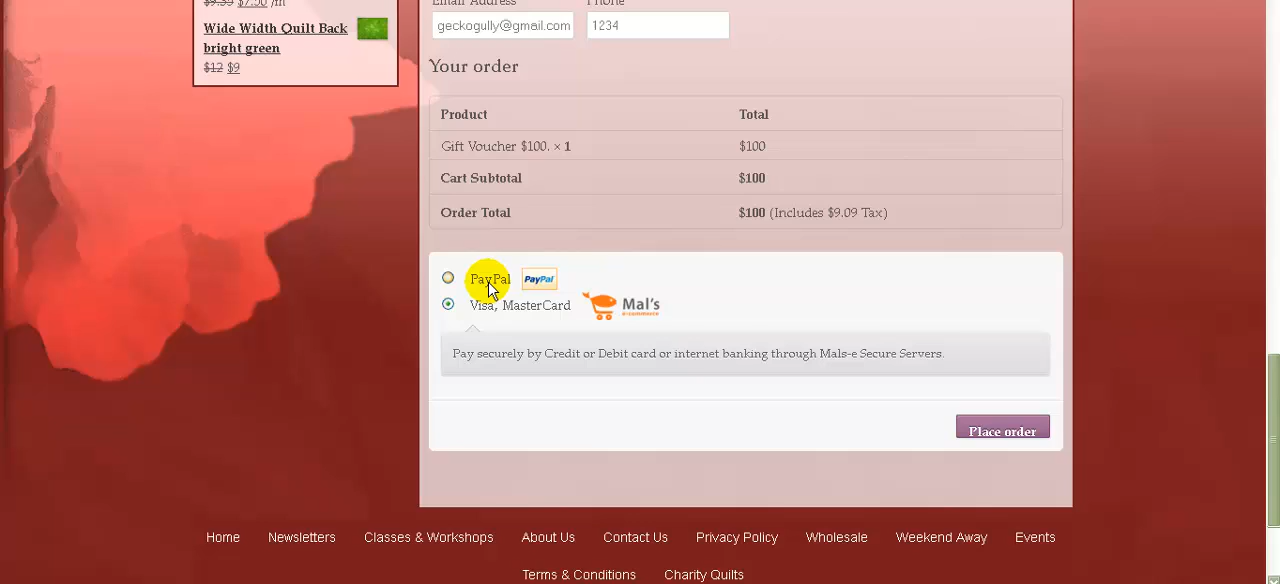 $9.35 $7.50 /m
Wide Width Quilt Back
bright green
$12 $9
Email Address Phone
geckogully@gmail.com 1234
Your order
Product Total
Gift Voucher $100. × 1 $100
Cart Subtotal $100
Order Total $100 (Includes $9.09 Tax)
PayPal PayPal
Visa, MasterCard Mal's e-commerce
Pay securely by Credit or Debit card or internet banking through Mals-e Secure Servers.
Place order
Home Newsletters Classes & Workshops About Us Contact Us Privacy Policy Wholesale Weekend Away Events
Terms & Conditions Charity Quilts